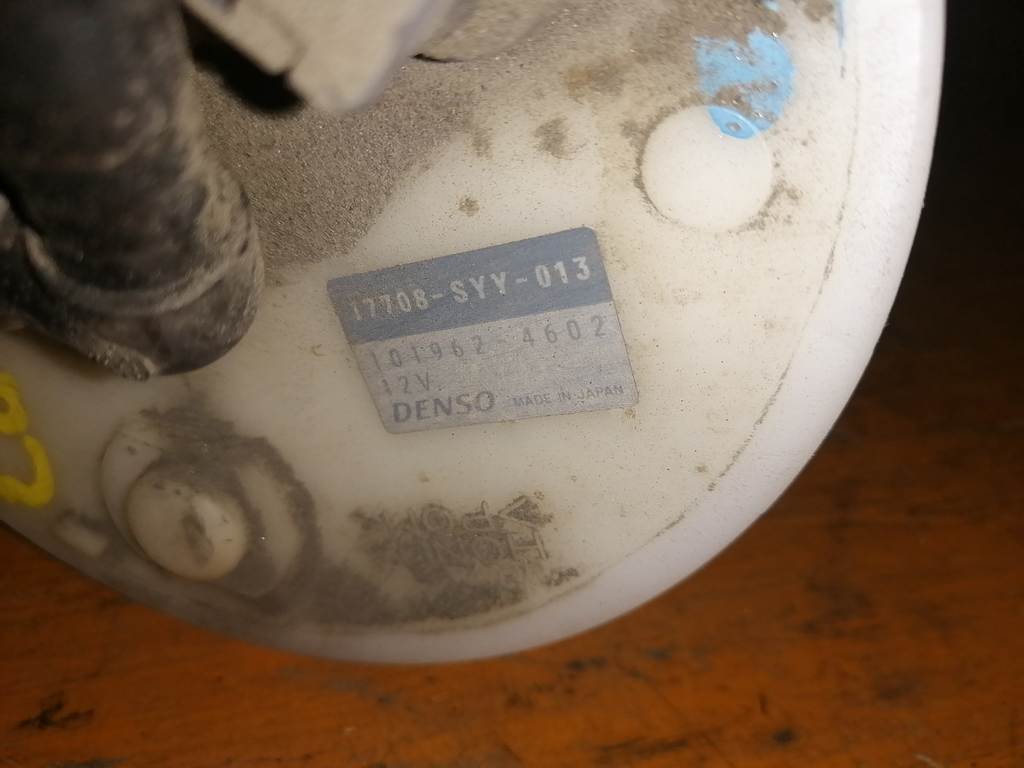 17708-SYY-013
101962-4602
12V.
DENSO MADE IN JAPAN